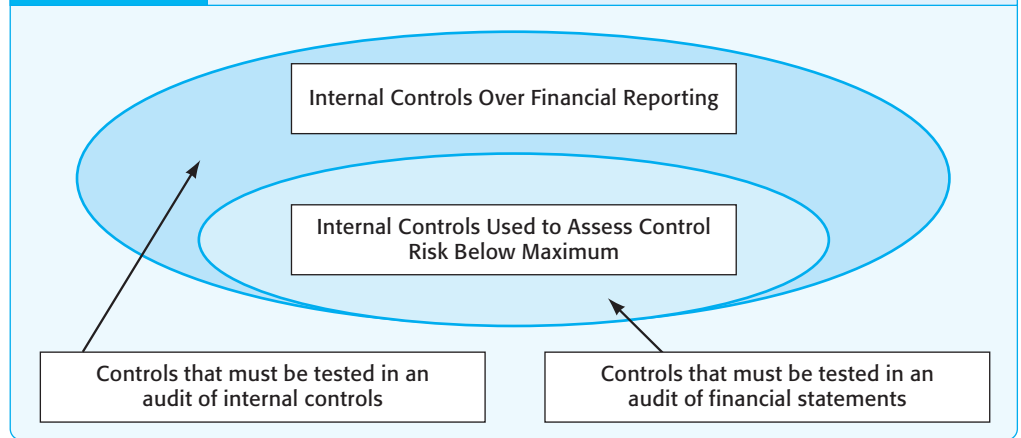 Internal Controls Over Financial Reporting
Internal Controls Used to Assess Control
Risk Below Maximum
Controls that must be tested in an
audit of internal controls
Controls that must be tested in an
audit of financial statements